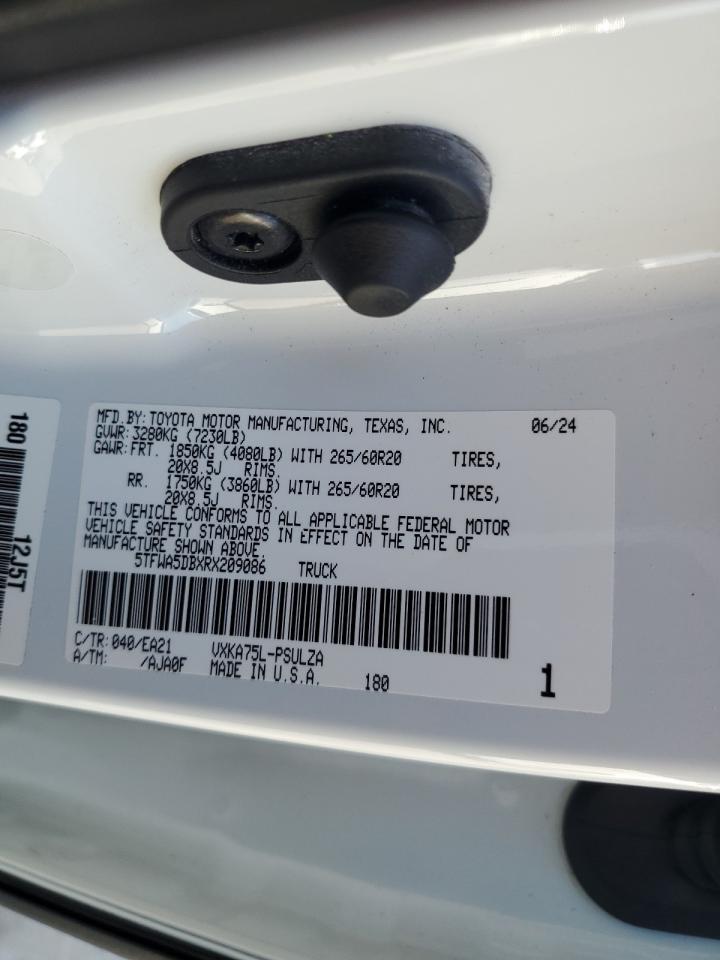 MFD.BY:TOYOTA MOTOR MANUFACTURING, TEXAS, INC. 06/24
GVWR:3280KG (7230LB)
GAWR:FRT. 1850KG (4080LB) WITH 265/60R20 TIRES,
20X8.5J RIMS.
RR. 1750KG (3860LB) WITH 265/60R20 TIRES,
20X8.5J RIMS.
THIS VEHICLE CONFORMS TO ALL APPLICABLE FEDERAL MOTOR
VEHICLE SAFETY STANDARDS IN EFFECT ON THE DATE OF
MANUFACTURE SHOWN ABOVE.
5TFWA5DBXRX209086 TRUCK
C/TR:040/EA21 VXKA75L-PSULZA
A/TM: /AJA0F MADE IN U.S.A. 180 1
180 12J5T